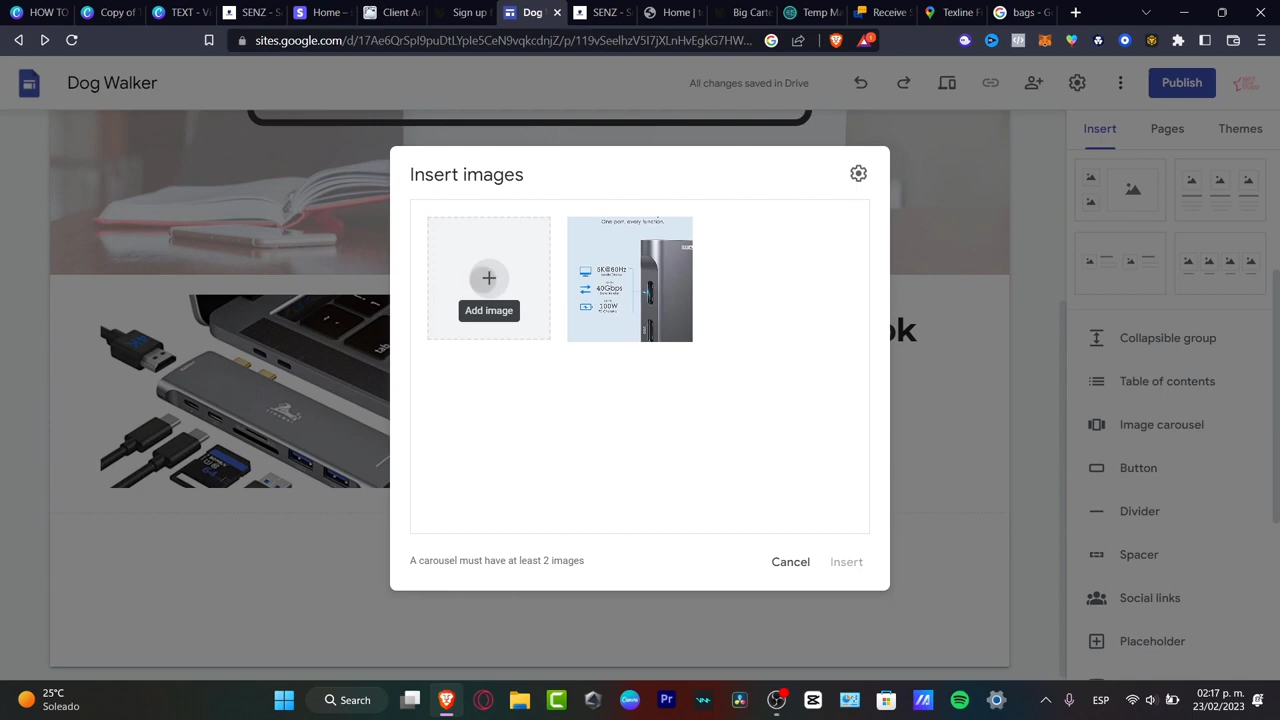 HOW TO
Copy of
TEXT - V
SENZ - S
Home –
Client Ar
Sign up
Dog
SENZ - S
Home | t
Big Carte
Temp Ma
Receive S
Texline F
bags - G
sites.google.com/d/17Ae6OrSpI9puDtLYpIe5CeN9vqkcdnjZ/p/119vSeelhzV5I7jXLnHvEgkG7HW...
Dog Walker
All changes saved in Drive
Publish
Insert
Pages
Themes
Insert images
One port, every function.
5K@60Hz
40Gbps
100W
Add image
ok
Collapsible group
Table of contents
Image carousel
Button
Divider
Spacer
Social links
Placeholder
A carousel must have at least 2 images
Cancel
Insert
25°C
Soleado
Search
ESP
02:17 p. m.
23/02/2023